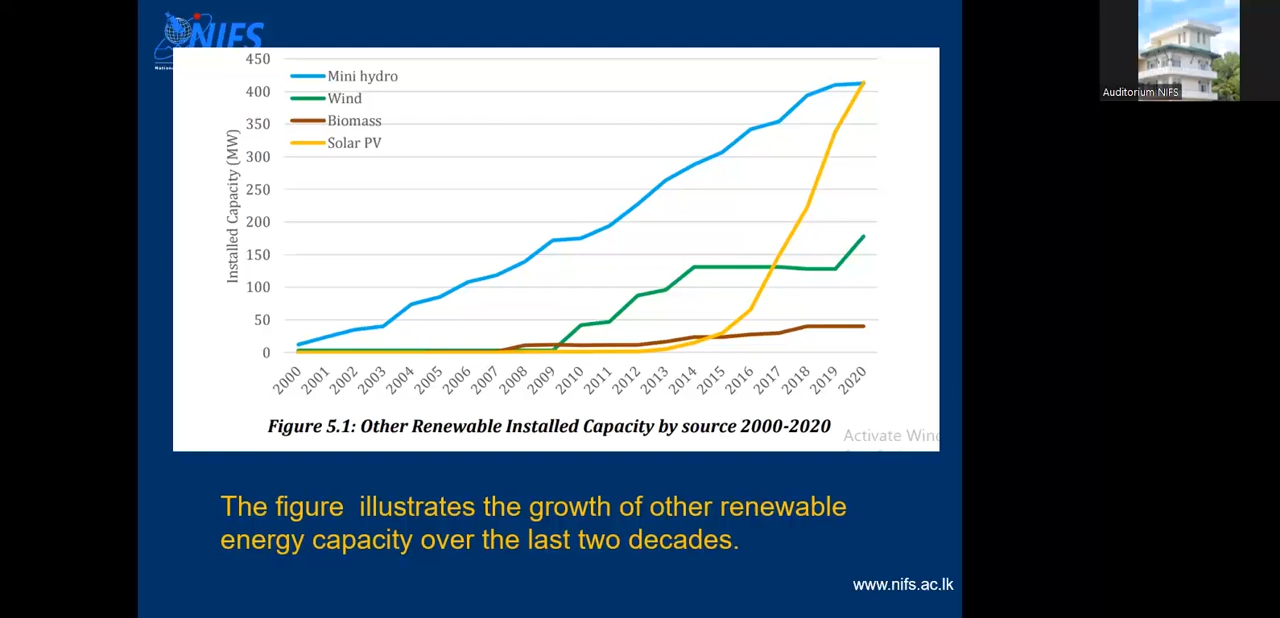 NIFS
450
400
350
300
250
200
150
100
50
0
Installed Capacity (MW)
Mini hydro
Wind
Biomass
Solar PV
2000
2001
2002
2003
2004
2005
2006
2007
2008
2009
2010
2011
2012
2013
2014
2015
2016
2017
2018
2019
2020
Figure 5.1: Other Renewable Installed Capacity by source 2000-2020
Activate Wind
The figure illustrates the growth of other renewable
energy capacity over the last two decades.
www.nifs.ac.lk
Auditorium NIFS